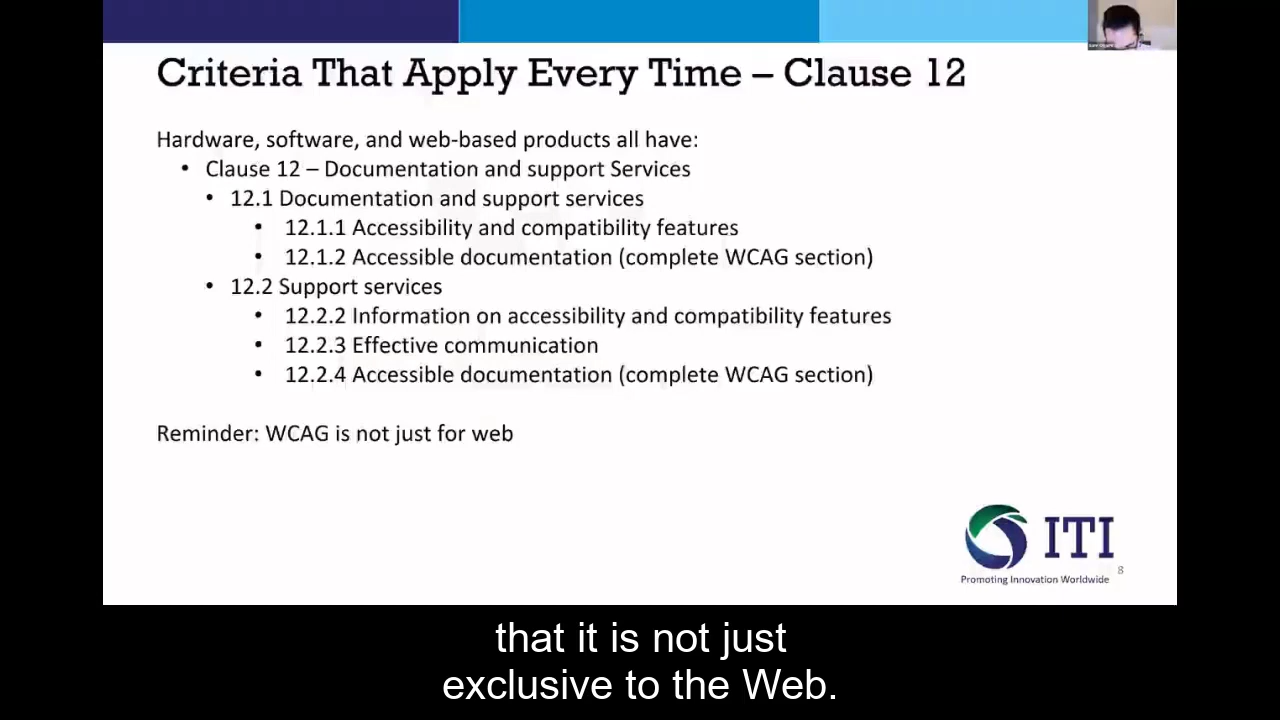 Criteria That Apply Every Time – Clause 12
Hardware, software, and web-based products all have:
• Clause 12 – Documentation and support Services
• 12.1 Documentation and support services
• 12.1.1 Accessibility and compatibility features
• 12.1.2 Accessible documentation (complete WCAG section)
• 12.2 Support services
• 12.2.2 Information on accessibility and compatibility features
• 12.2.3 Effective communication
• 12.2.4 Accessible documentation (complete WCAG section)
Reminder: WCAG is not just for web
ITI
Promoting Innovation Worldwide
8
that it is not just
exclusive to the Web.